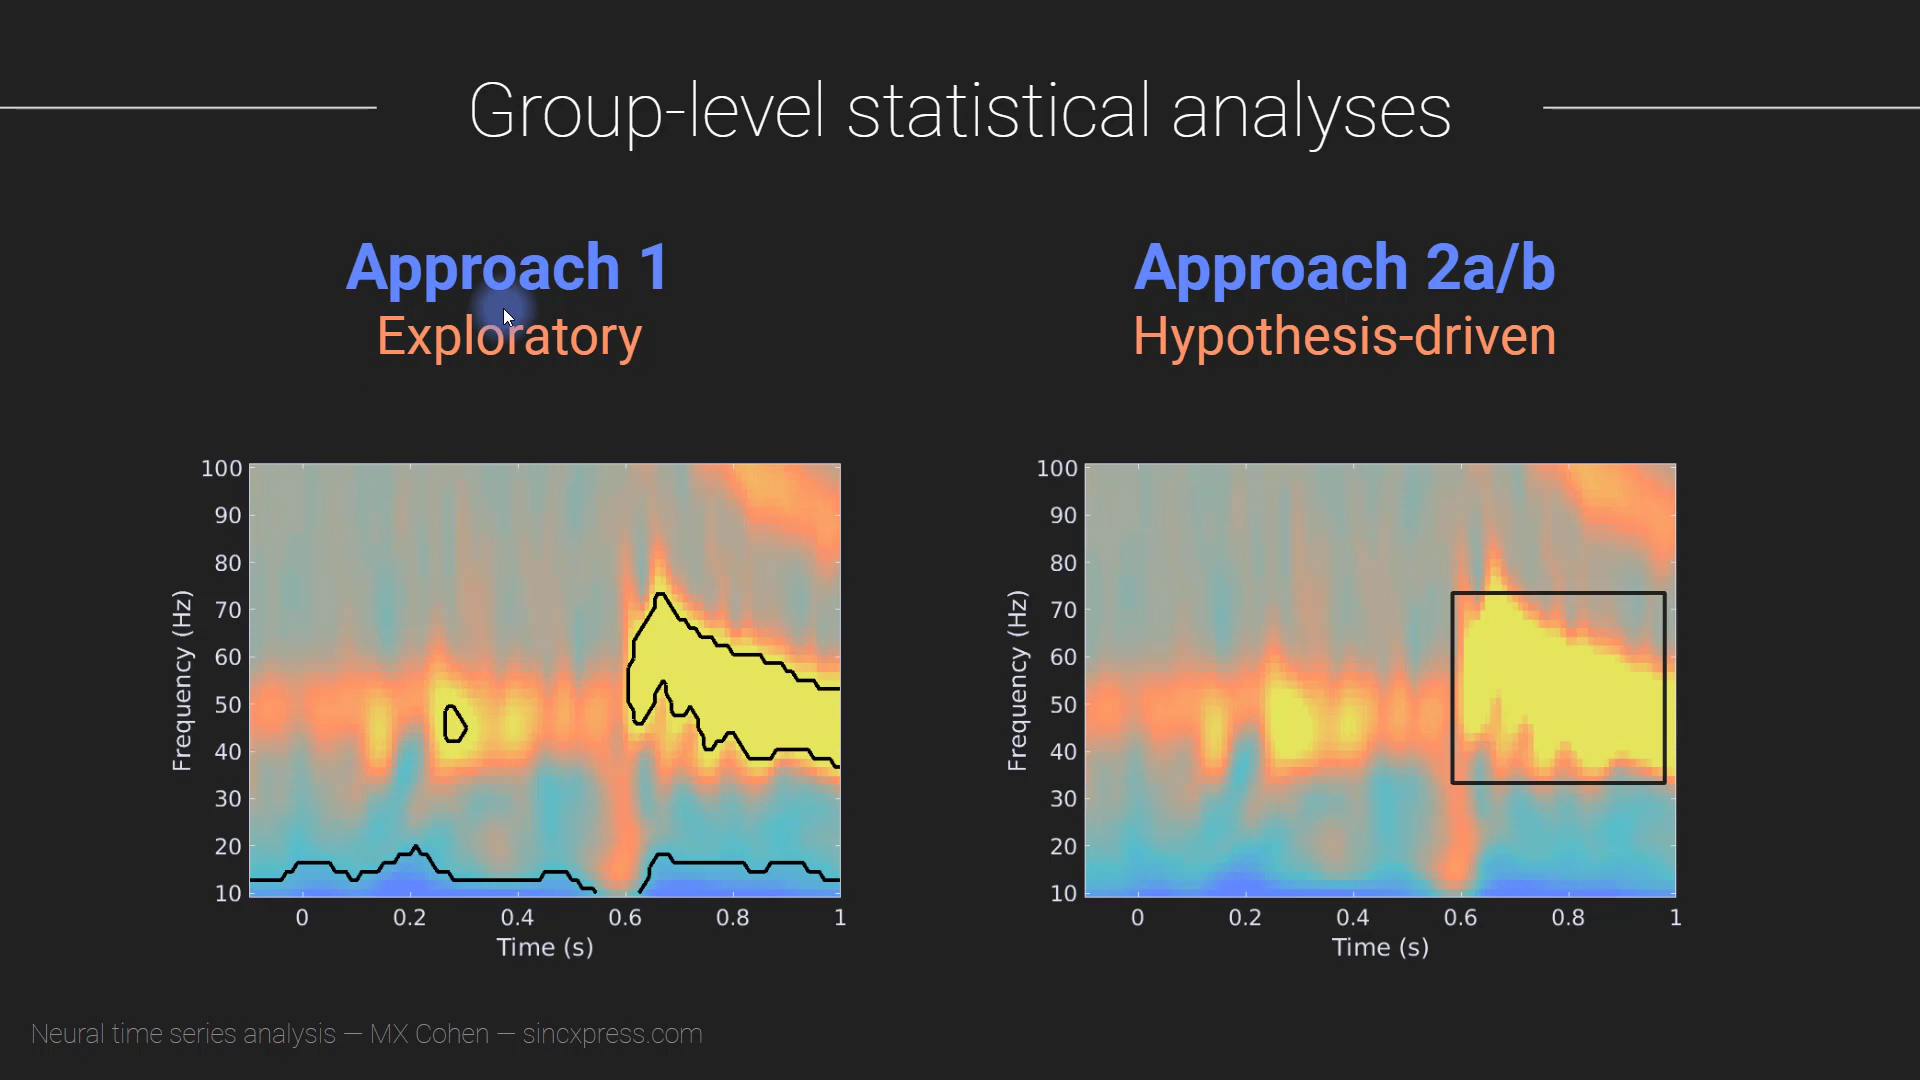 Group-level statistical analyses
Approach 1
Exploratory
Approach 2a/b
Hypothesis-driven
100
90
80
70
60
50
40
30
20
10
Frequency (Hz)
0 0.2 0.4 0.6 0.8 1
Time (s)
100
90
80
70
60
50
40
30
20
10
Frequency (Hz)
0 0.2 0.4 0.6 0.8 1
Time (s)
Neural time series analysis — MX Cohen — sincxpress.com